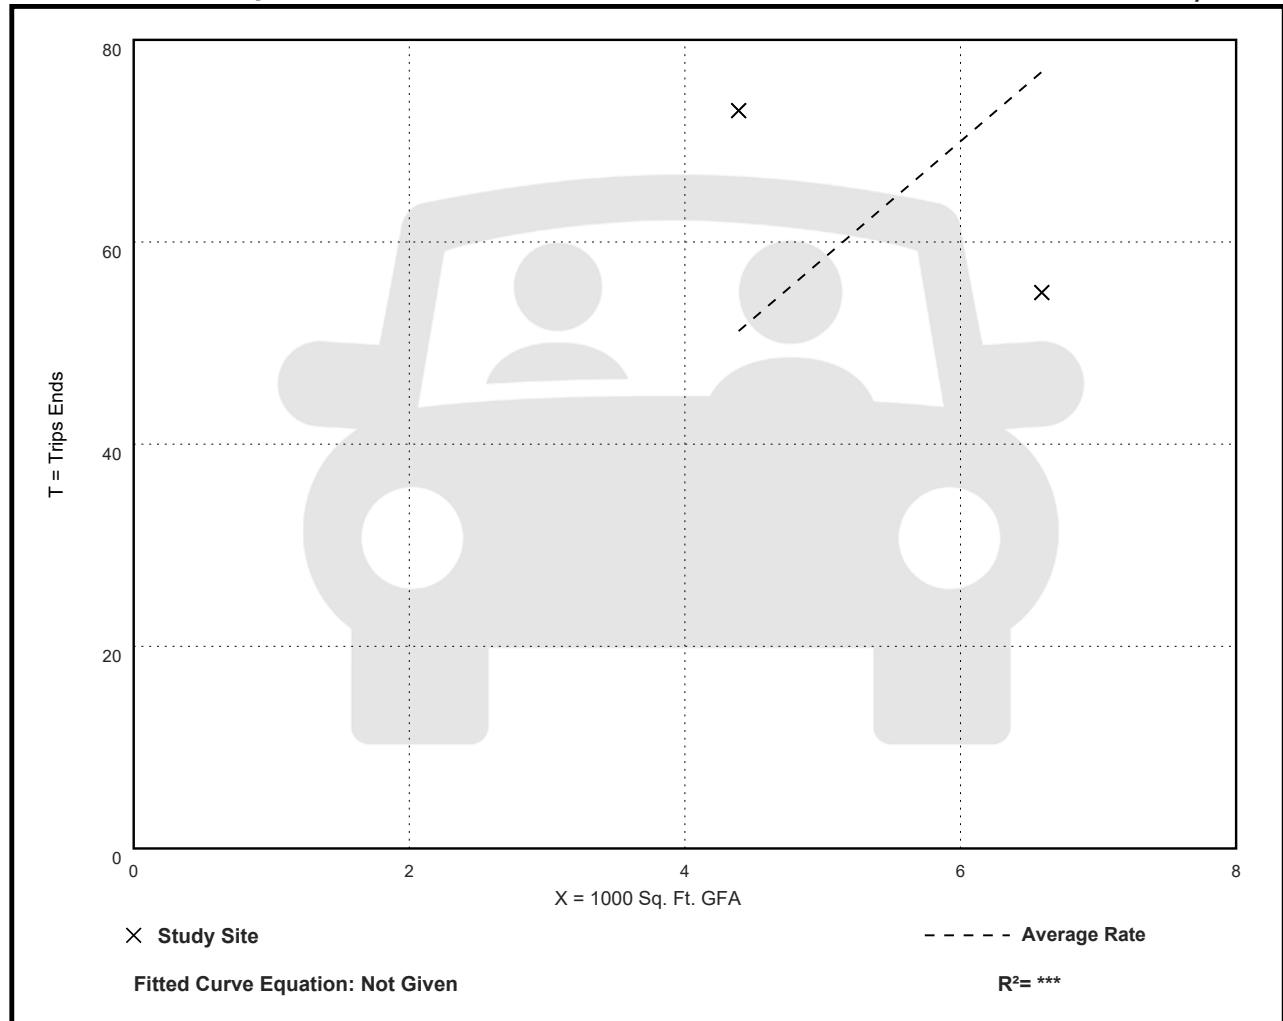 80
60
40
20
0
T = Trips Ends
0 2 4 6 8
X = 1000 Sq. Ft. GFA
Study Site
Average Rate
Fitted Curve Equation: Not Given
R²= ***